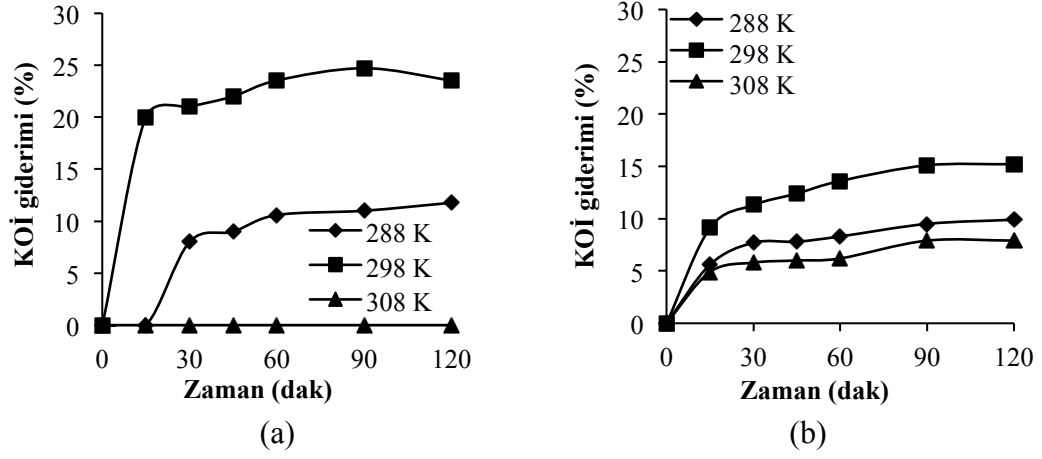 30
25
20
15
10
5
0
KOİ giderimi (%)
288 K
298 K
308 K
0 30 60 90 120
Zaman (dak)
(a)
30
25
20
15
10
5
0
KOİ giderimi (%)
288 K
298 K
308 K
0 30 60 90 120
Zaman (dak)
(b)